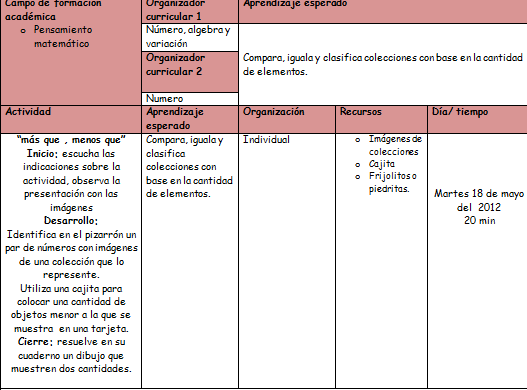 Campo de formación
académica
o Pensamiento
matemático
Organizador
curricular 1
Número, algebra y
variación
Organizador
curricular 2
Numero
Aprendizaje esperado
Compara, iguala y clasifica colecciones con base en la cantidad
de elementos.
Actividad
Aprendizaje
esperado
Organización
Recursos
Día/ tiempo
"más que , menos que"
Inicio: escucha las
indicaciones sobre la
actividad, observa la
presentación con las
imágenes
Desarrollo:
Identifica en el pizarrón un
par de números con imágenes
de una colección que lo
represente.
Utiliza una cajita para
colocar una cantidad de
objetos menor a la que se
muestra en una tarjeta.
Cierre: resuelve en su
cuaderno un dibujo que
muestren dos cantidades.
Compara, iguala y
clasifica
colecciones con
base en la cantidad
de elementos.
Individual
o Imágenes de
colecciones
o Cajita
o Frijolitos o
piedritas.
Martes 18 de mayo
del 2012
20 min